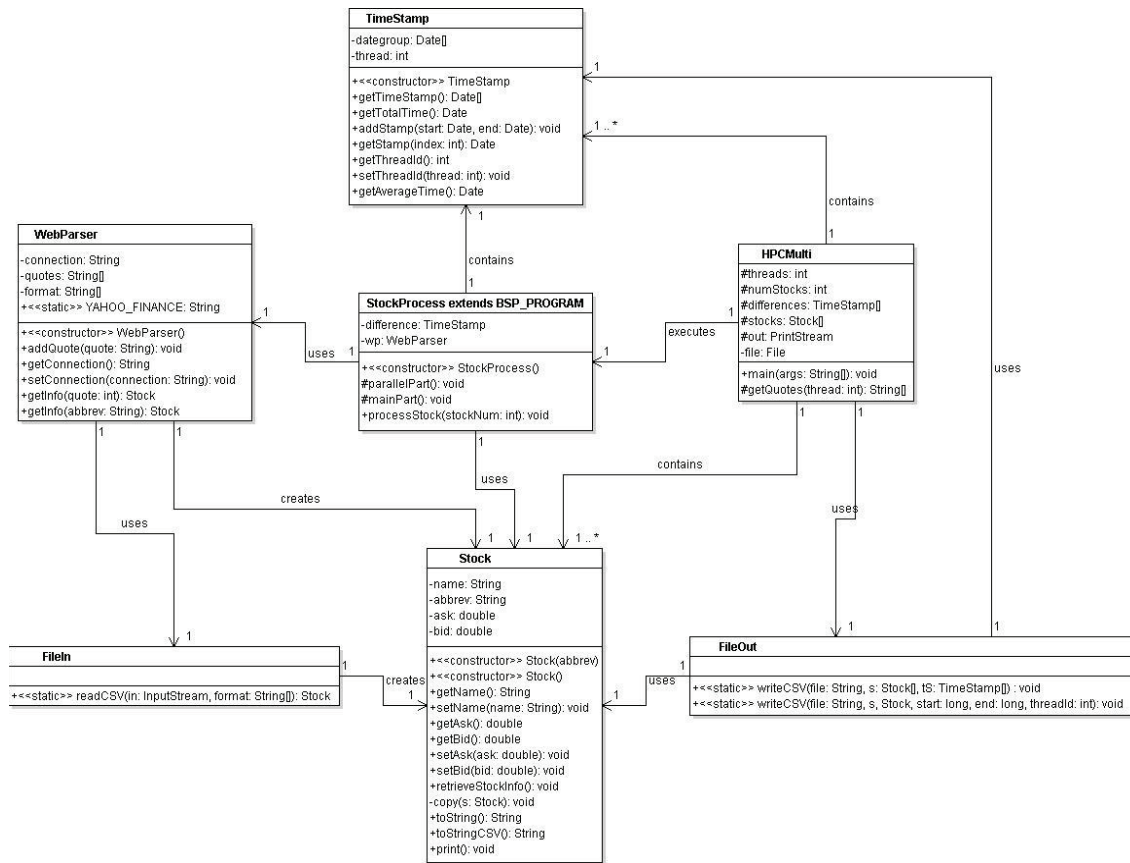 TimeStamp
-dategroup: Date[]
-thread: int
+<<constructor>> TimeStamp
+getTimeStamp(): Date[]
+getTotalTime(): Date
+addStamp(start: Date, end: Date): void
+getStamp(index: int): Date
+getThreadId(): int
+setThreadId(thread: int): void
+getAverageTime(): Date
1
1 .. *
contains
1
uses
1
1
contains
1
WebParser
-connection: String
-quotes: String[]
-format: String[]
+<<static>> YAHOO_FINANCE: String
+<<constructor>> WebParser()
+addQuote(quote: String): void
+getConnection(): String
+setConnection(connection: String): void
+getInfo(quote: int): Stock
+getInfo(abbrev: String): Stock
1
uses
1
StockProcess extends BSP_PROGRAM
-difference: TimeStamp
-wp: WebParser
+<<constructor>> StockProcess()
#parallelPart(): void
#mainPart(): void
+processStock(stockNum: int): void
1
executes
1
HPCMulti
#threads: int
#numStocks: int
#differences: TimeStamp[]
#stocks: Stock[]
#out: PrintStream
-file: File
+main(args: String[]): void
#getQuotes(thread: int): String[]
1
1
1
1
1
uses
contains
creates
uses
uses
1
1
1 .. *
1
1
Stock
-name: String
-abbrev: String
-ask: double
-bid: double
+<<constructor>> Stock(abbrev)
+<<constructor>> Stock()
+getName(): String
+setName(name: String): void
+getAsk(): double
+getBid(): double
+setAsk(ask: double): void
+setBid(bid: double): void
+retrieveStockInfo(): void
-copy(s: Stock): void
+toString(): String
+toStringCSV(): String
+print(): void
FileIn
+<<static>> readCSV(in: InputStream, format: String[]): Stock
1
creates
1
FileOut
+<<static>> writeCSV(file: String, s: Stock[], tS: TimeStamp[]) : void
+<<static>> writeCSV(file: String, s, Stock, start: long, end: long, threadId: int): void
1
1
uses
1